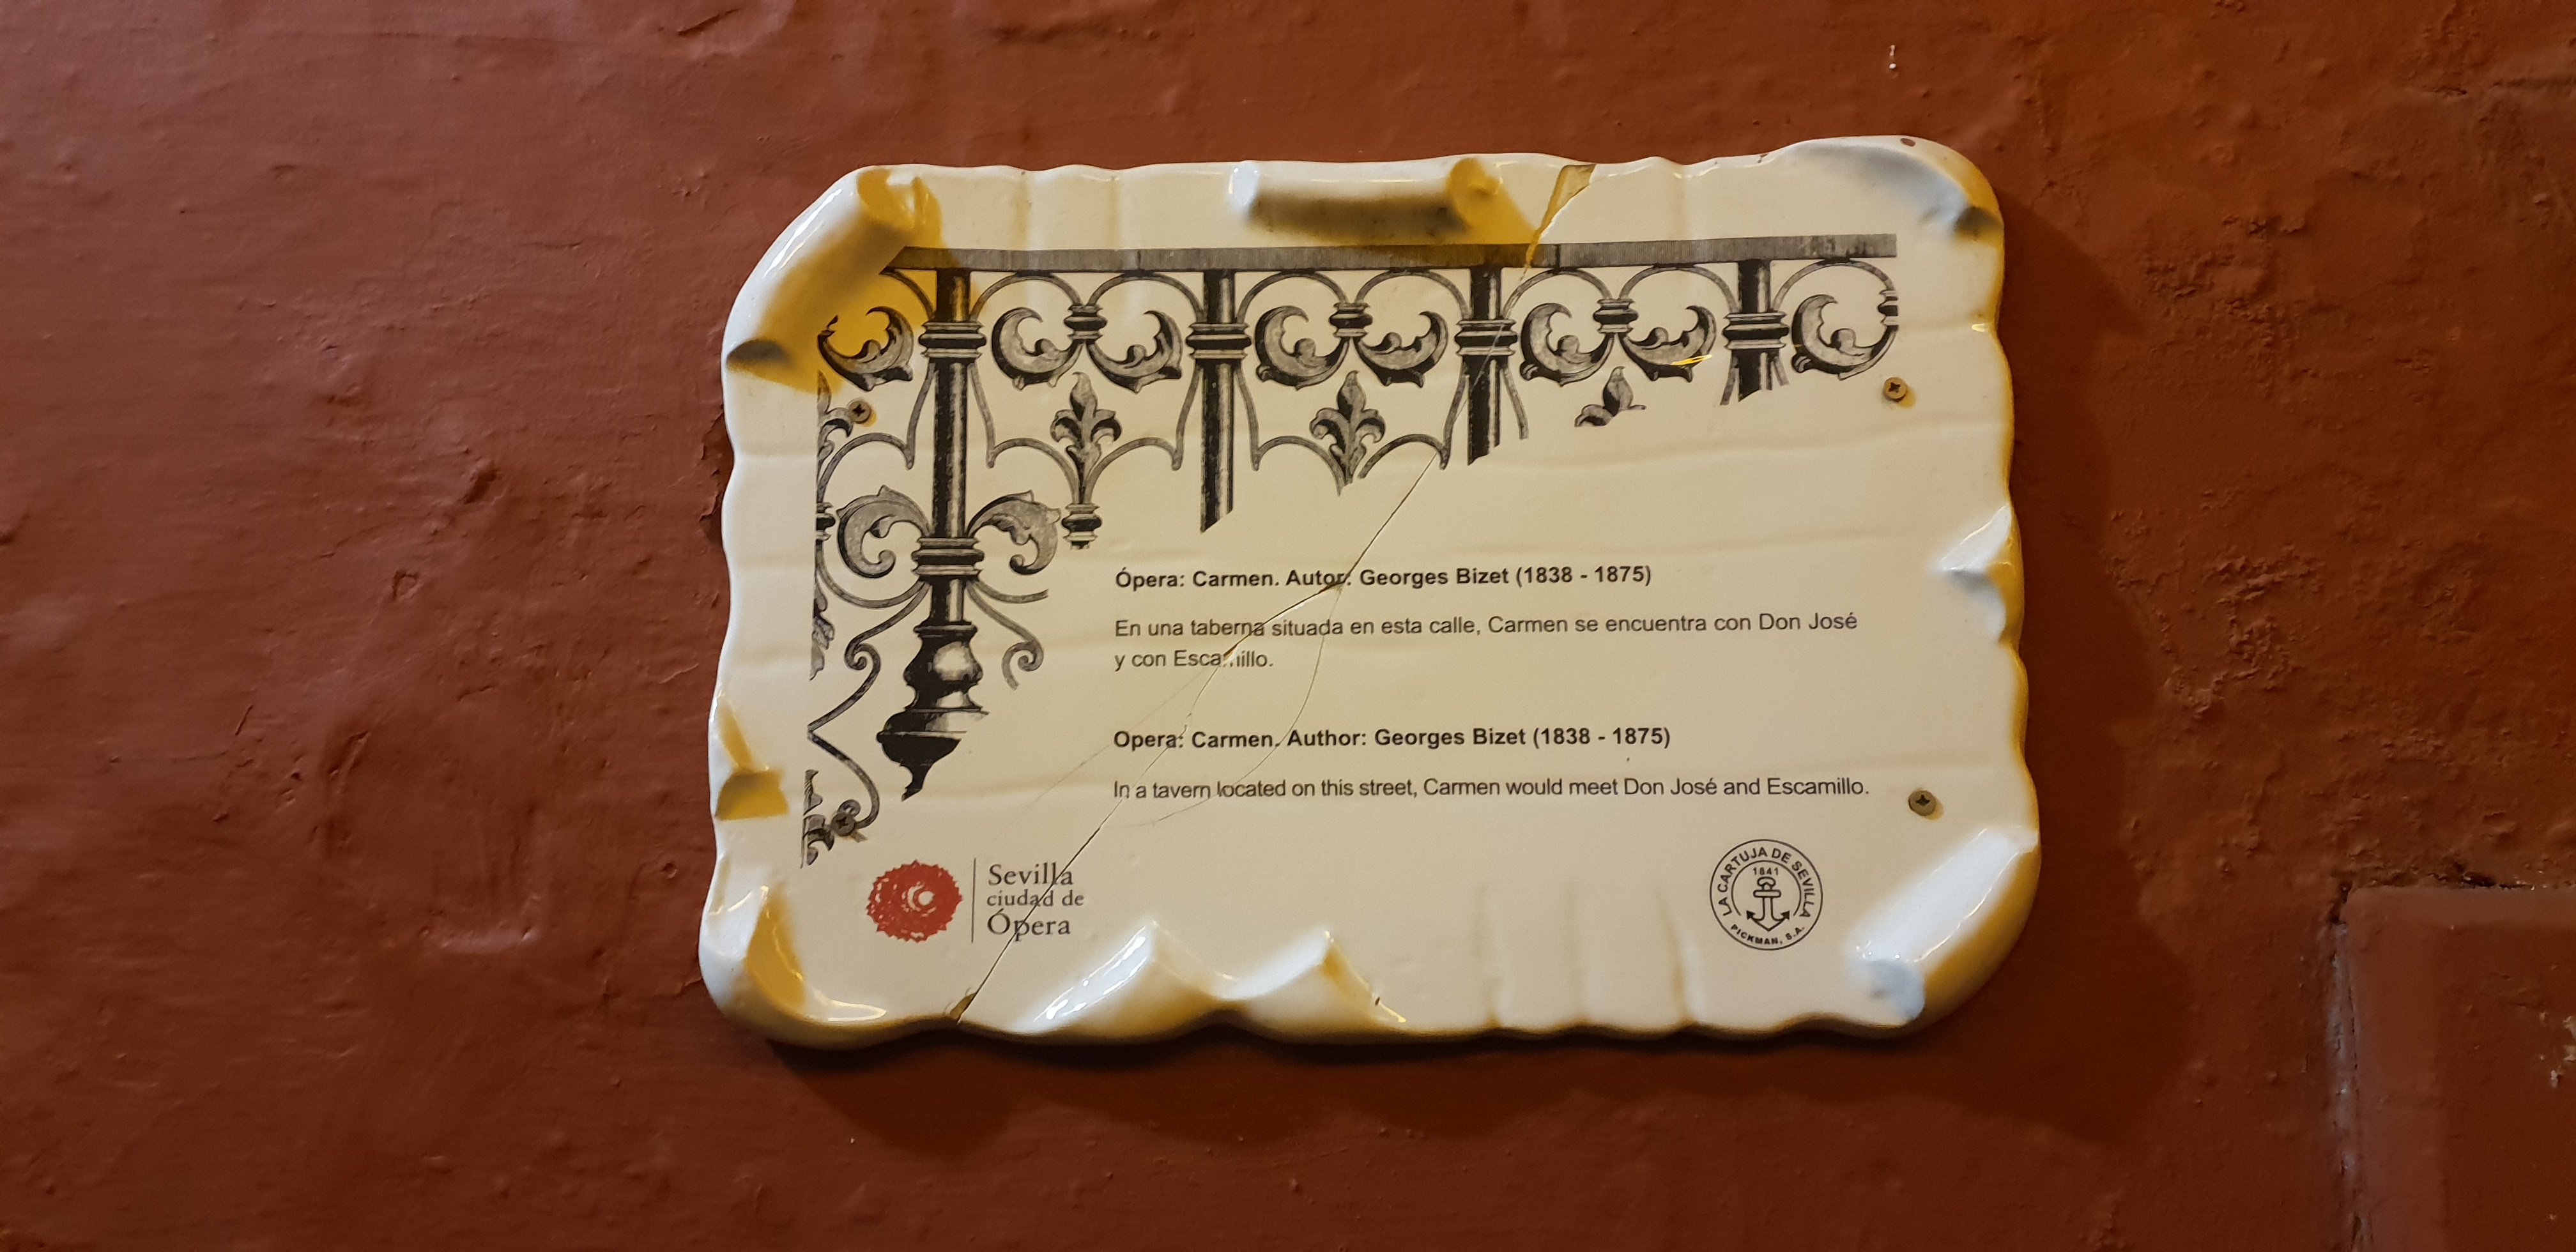 Ópera: Carmen. Autor: Georges Bizet (1838 - 1875)
En una taberna situada en esta calle, Carmen se encuentra con Don José
y con Escamillo.
Opera: Carmen. Author: Georges Bizet (1838 - 1875)
In a tavern located on this street, Carmen would meet Don José and Escamillo.
Sevilla
ciudad de
Ópera
LA CARTUJA DE SEVILLA
1841
PICKMAN, S.A.